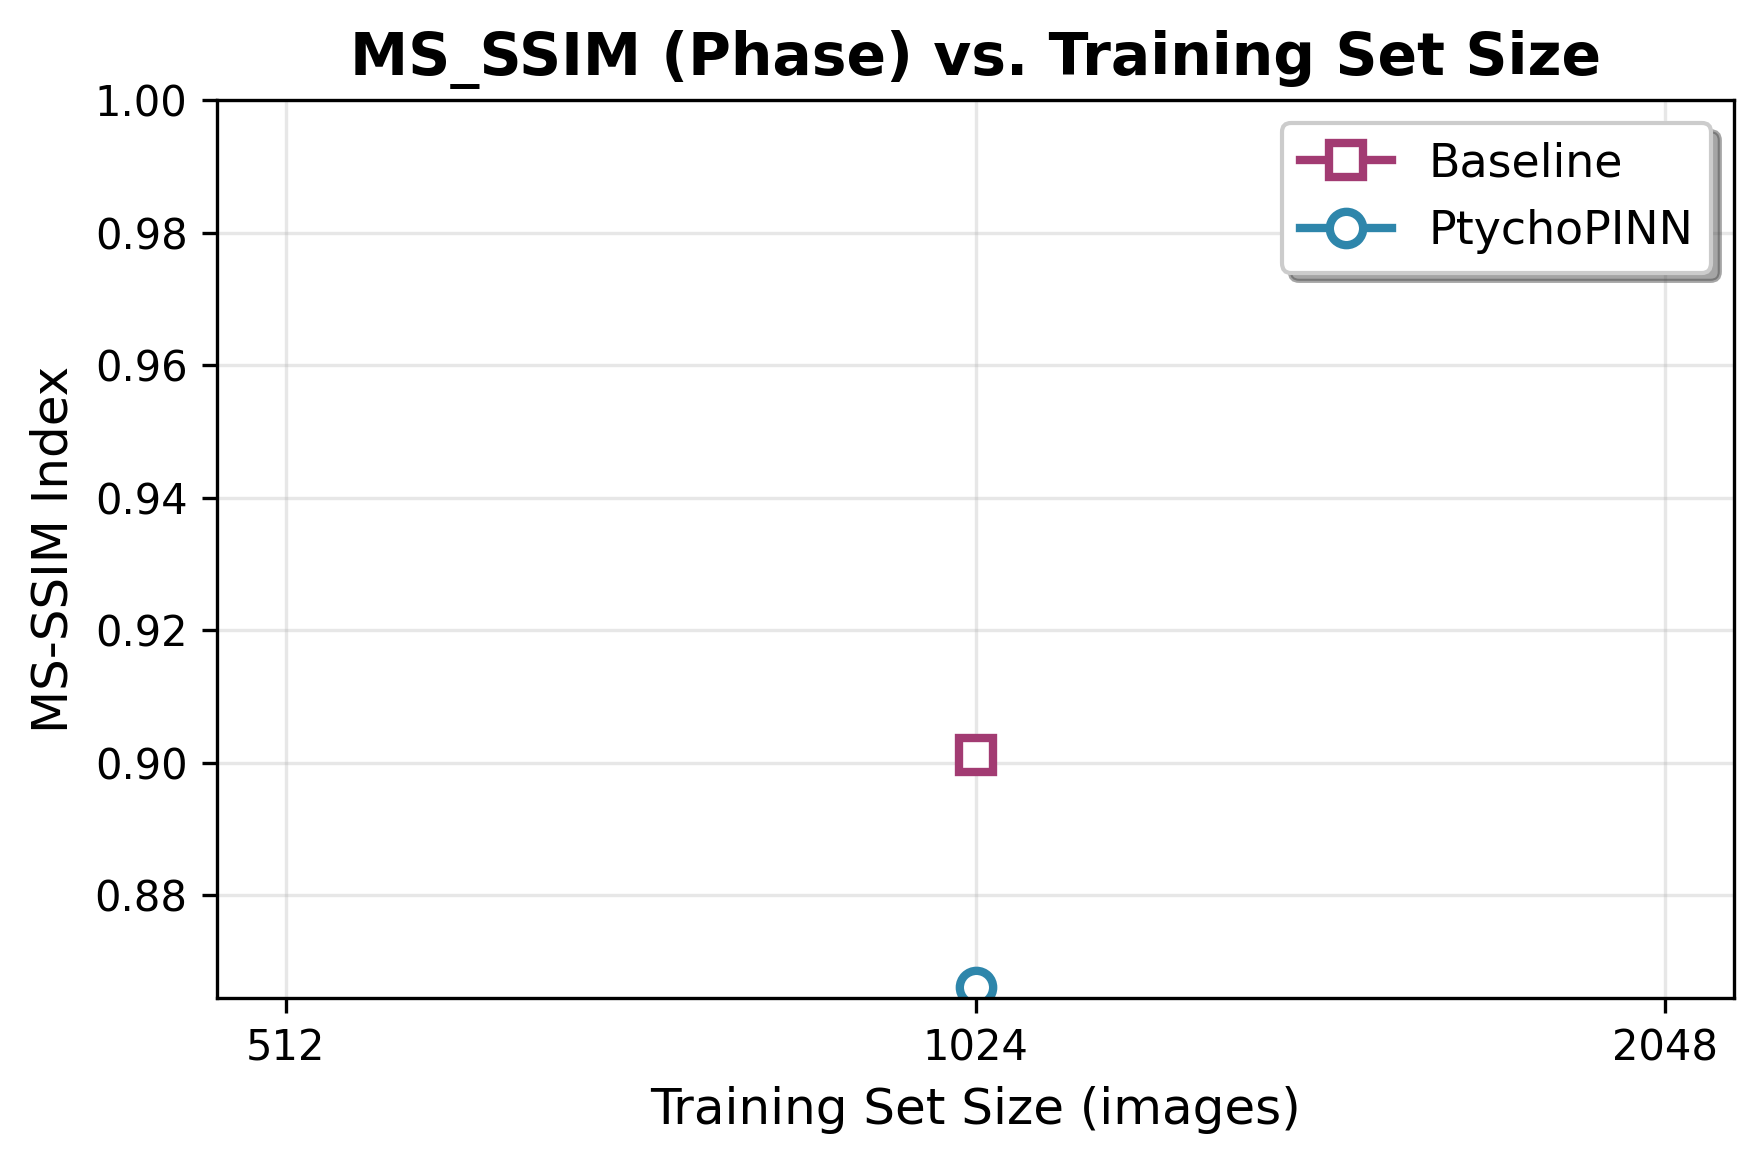 MS_SSIM (Phase) vs. Training Set Size
1.00
0.98
0.96
0.94
0.92
0.90
0.88
MS-SSIM Index
Baseline
PtychoPINN
512
1024
2048
Training Set Size (images)